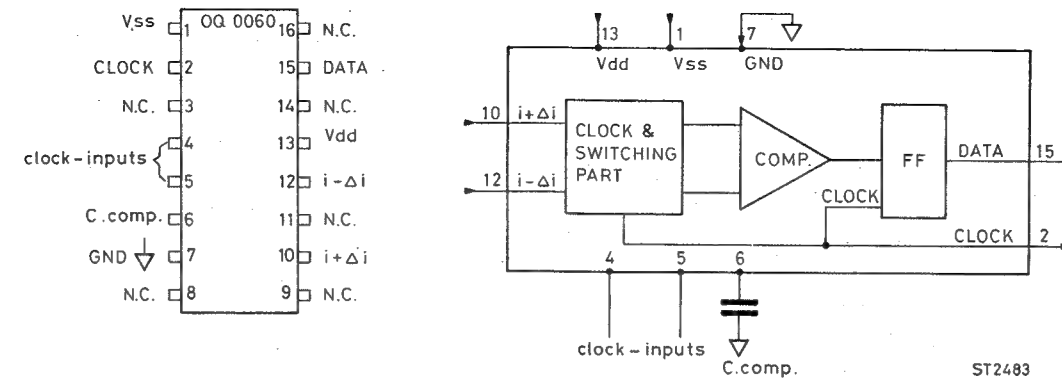 OQ 0060
Vss 1
16 N.C.
CLOCK 2
15 DATA
N.C. 3
14 N.C.
4
13 Vdd
clock-inputs
5
12 i-Δi
C.comp. 6
11 N.C.
GND 7
10 i+Δi
N.C. 8
9 N.C.
13
1
7
Vdd
Vss
GND
10 i+Δi
12 i-Δi
CLOCK &
SWITCHING
PART
COMP.
FF
DATA 15
CLOCK
CLOCK 2
4
5
6
clock-inputs
C.comp.
ST2483